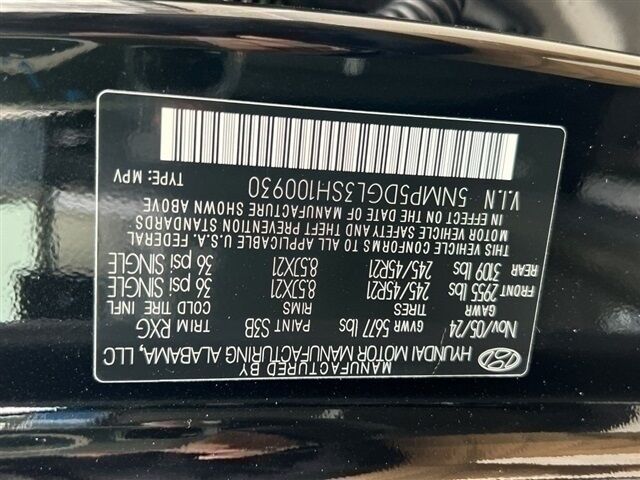 MANUFACTURED BY
HYUNDAI MOTOR MANUFACTURING ALABAMA, LLC
Nov/05/24 GVWR 5677 lbs PAINT S3B TRIM RXG
GAWR TIRES RIMS COLD TIRE INFL
FRONT 2955 lbs 245/45R21 8.5JX21 36 psi SINGLE
REAR 3109 lbs 245/45R21 8.5JX21 36 psi SINGLE
THIS VEHICLE CONFORMS TO ALL APPLICABLE U.S.A. FEDERAL
MOTOR VEHICLE SAFETY AND THEFT PREVENTION STANDARDS
IN EFFECT ON THE DATE OF MANUFACTURE SHOWN ABOVE
V.I.N 5NMP5DGL3SH100930 TYPE: MPV